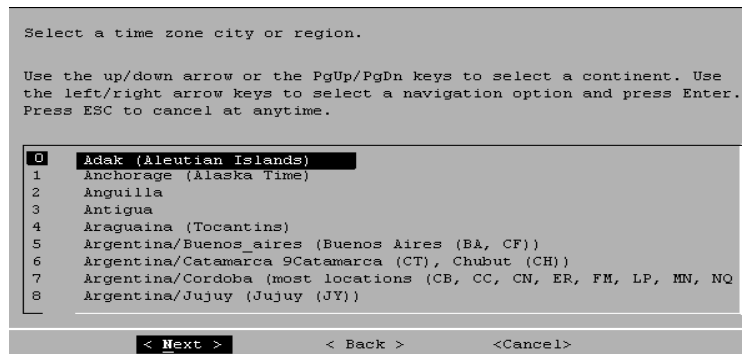 Select a time zone city or region.
Use the up/down arrow or the PgUp/PgDn keys to select a continent. Use
the left/right arrow keys to select a navigation option and press Enter.
Press ESC to cancel at anytime.
0 Adak (Aleutian Islands)
1 Anchorage (Alaska Time)
2 Anguilla
3 Antigua
4 Araguaina (Tocantins)
5 Argentina/Buenos_aires (Buenos Aires (BA, CF))
6 Argentina/Catamarca 9Catamarca (CT), Chubut (CH))
7 Argentina/Cordoba (most locations (CB, CC, CN, ER, FM, LP, MN, NQ
8 Argentina/Jujuy (Jujuy (JY))
< Next > < Back > <Cancel>